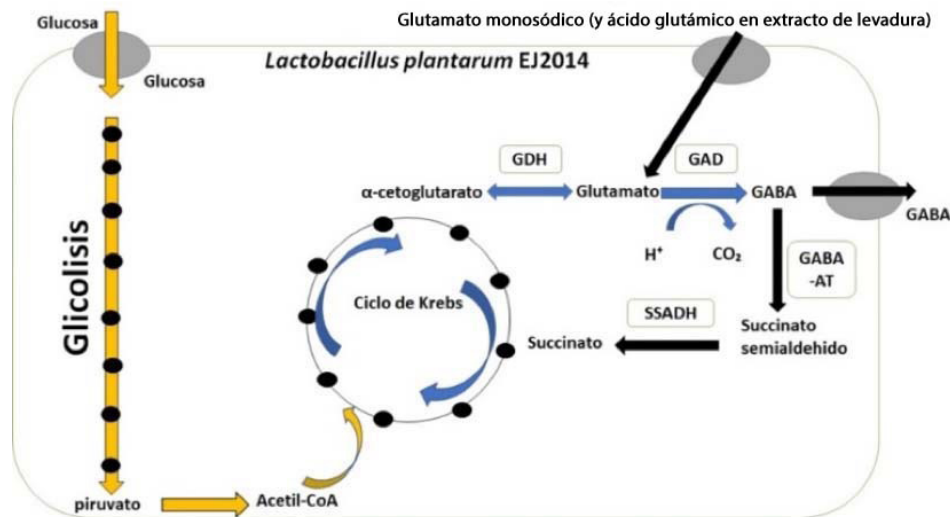 Glucosa
Glutamato monosódico (y ácido glutámico en extracto de levadura)
Lactobacillus plantarum EJ2014
Glucosa
GDH
GAD
α-cetoglutarato
Glutamato
GABA
GABA
H⁺
CO₂
GABA
-AT
Glicolisis
Ciclo de Krebs
SSADH
Succinato
Succinato
semialdehido
piruvato
Acetil-CoA